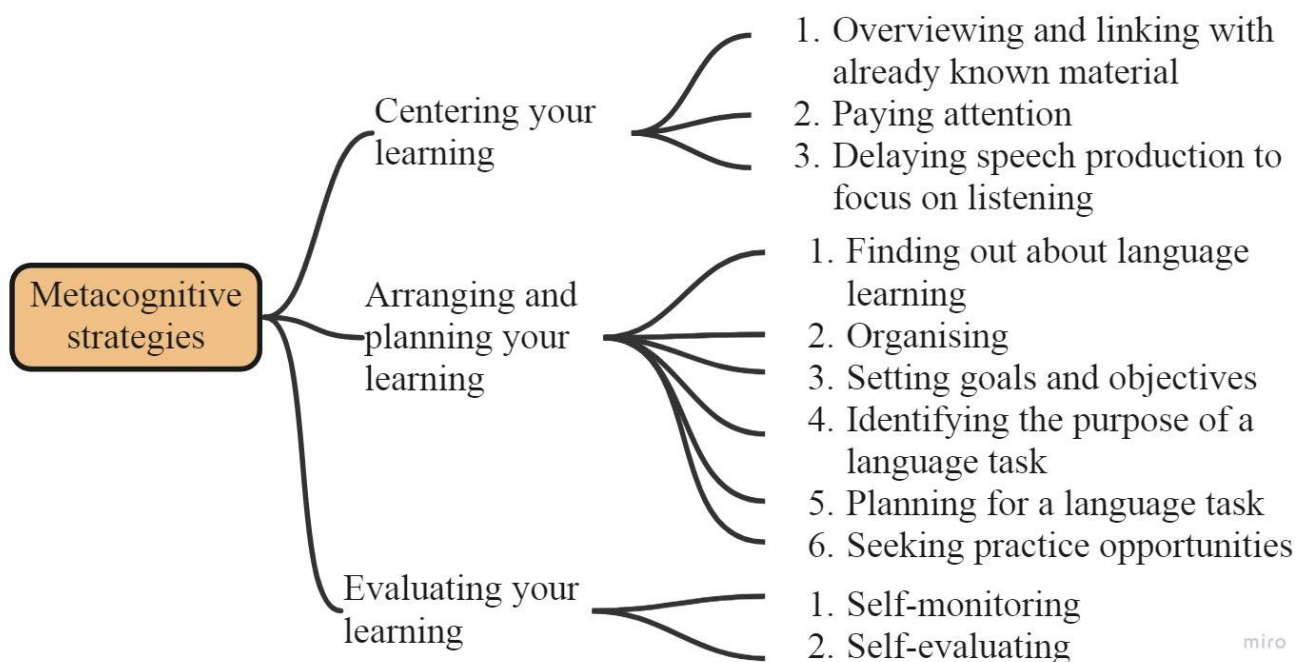 Metacognitive
strategies
Centering your
learning
1. Overviewing and linking with
already known material
2. Paying attention
3. Delaying speech production to
focus on listening
Arranging and
planning your
learning
1. Finding out about language
learning
2. Organising
3. Setting goals and objectives
4. Identifying the purpose of a
language task
5. Planning for a language task
6. Seeking practice opportunities
Evaluating your
learning
1. Self-monitoring
2. Self-evaluating
miro